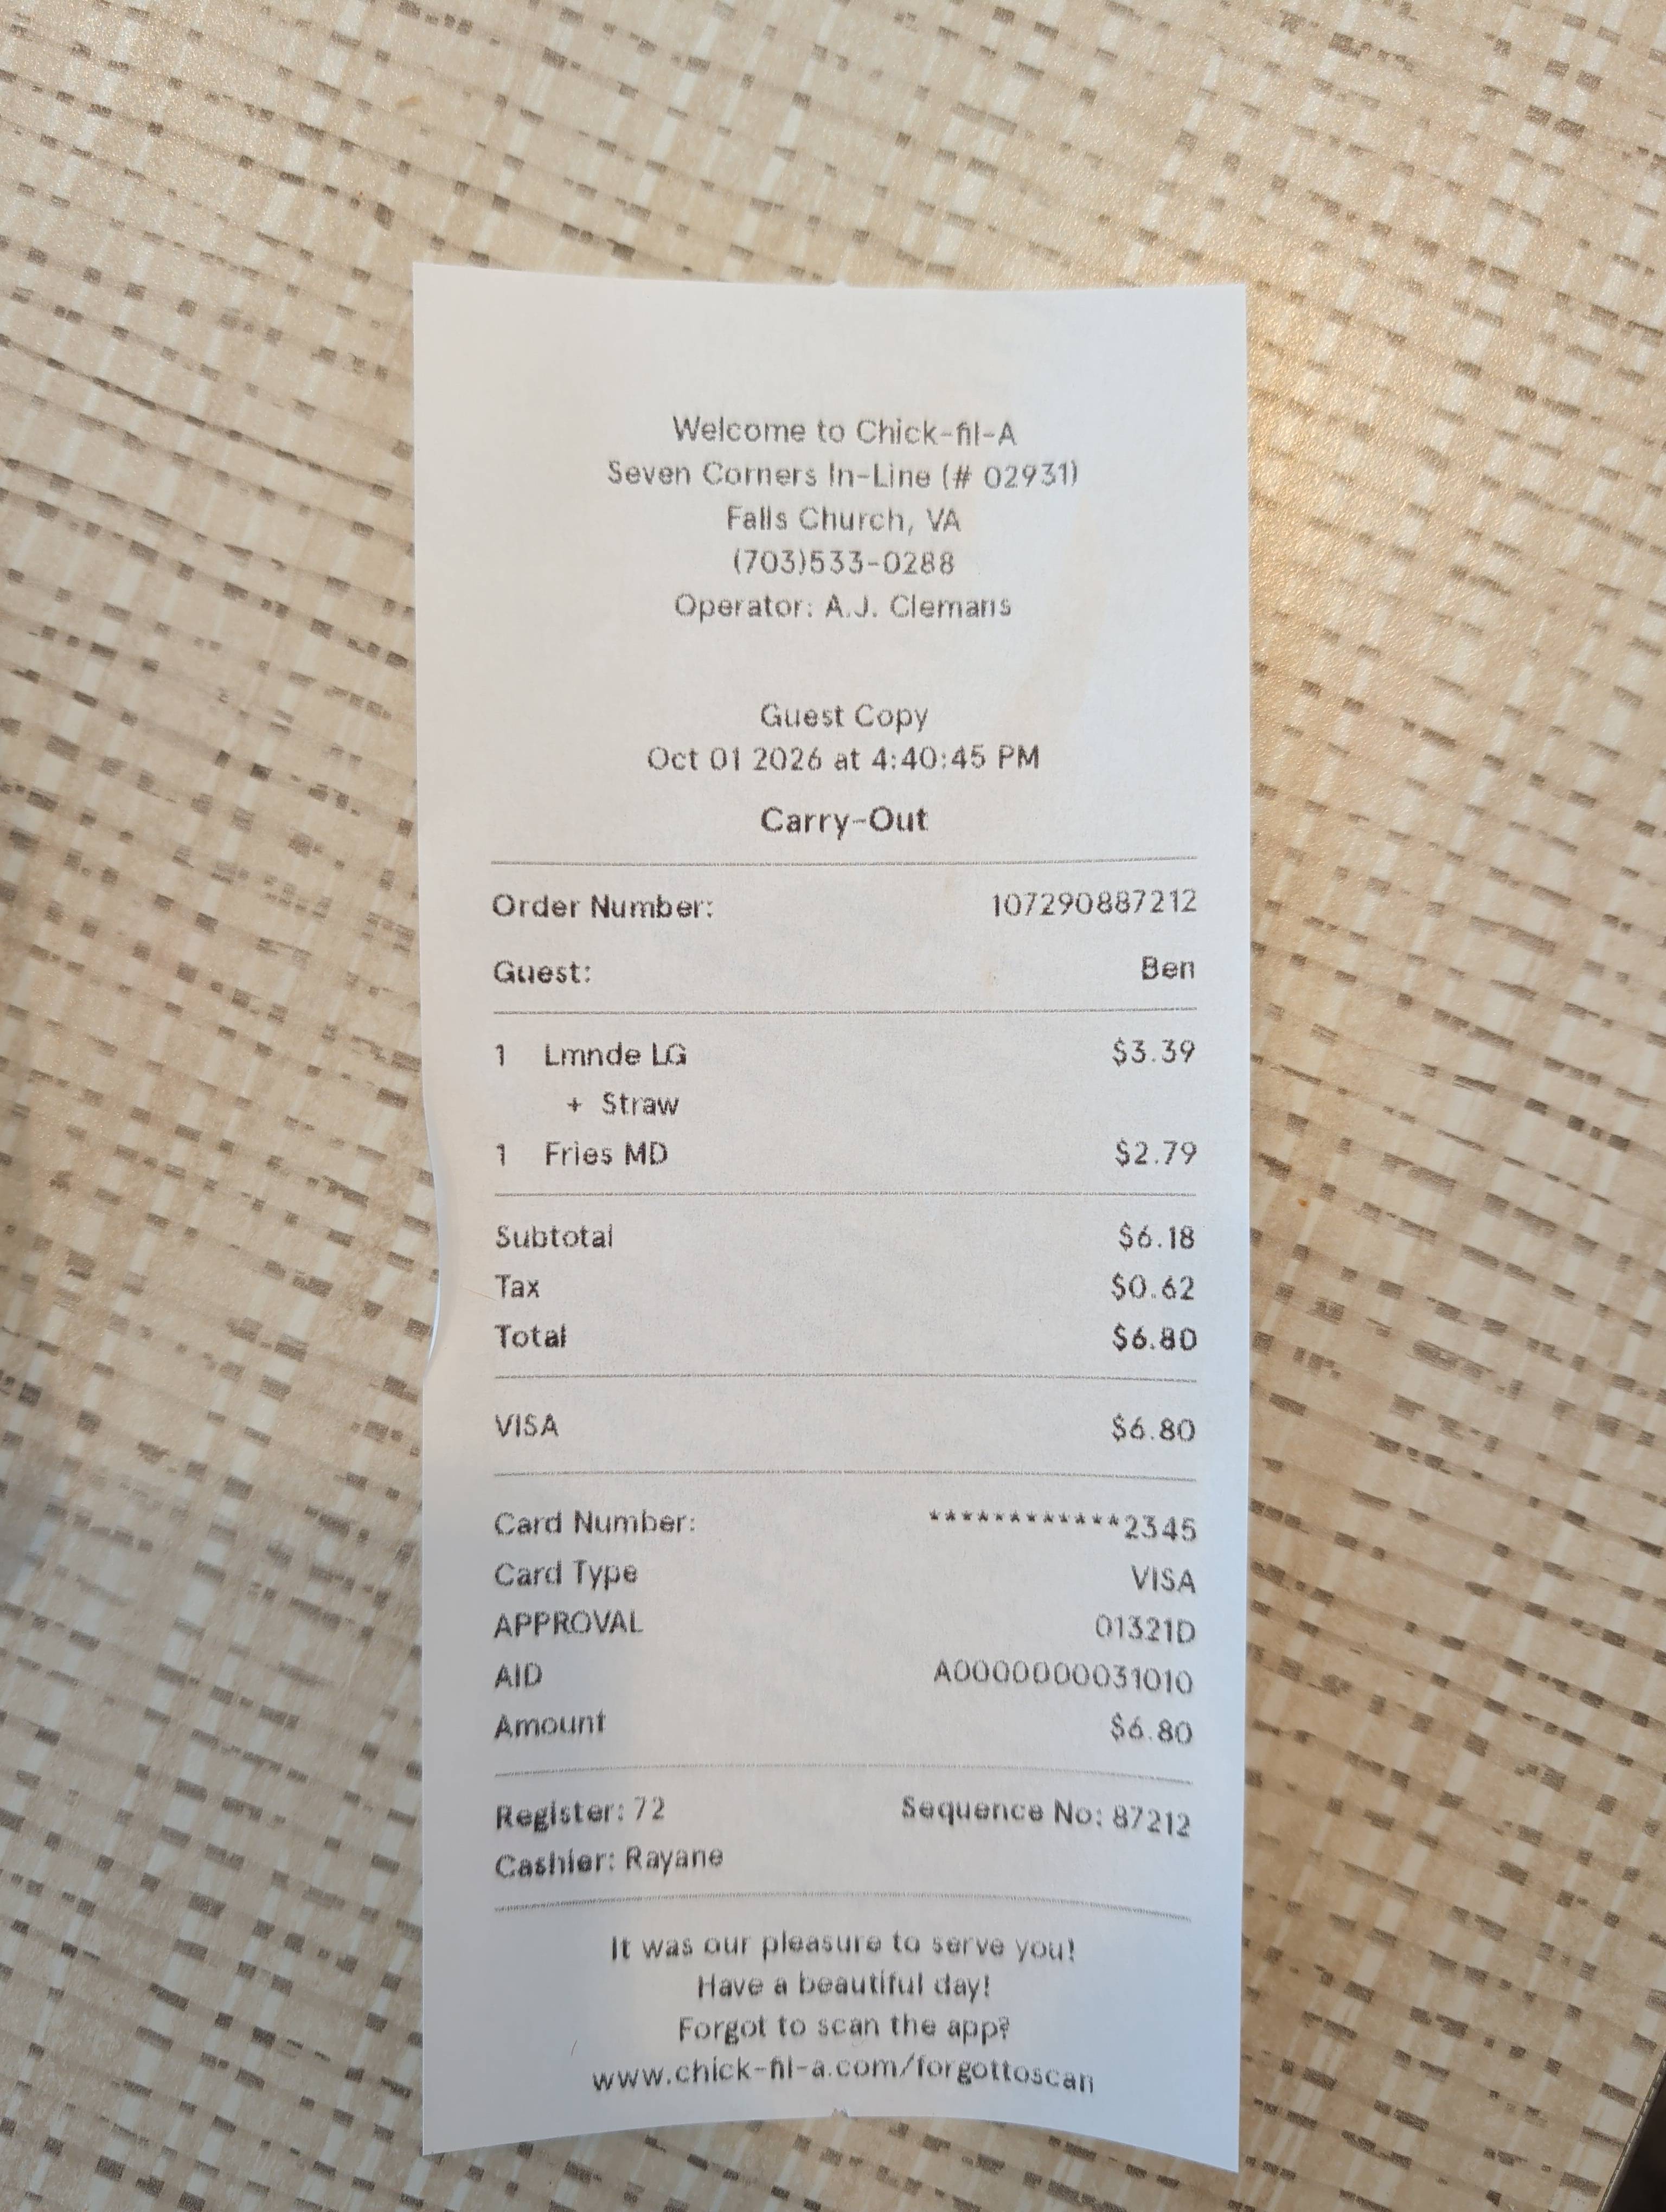 Welcome to Chick-fil-A
Seven Corners In-Line (# 02931)
Falls Church, VA
(703)533-0288
Operator: A.J. Clemans
Guest Copy
Oct 01 2026 at 4:40:45 PM
Carry-Out
Order Number: 107290887212
Guest: Ben
1 Lmnde LG $3.39
+ Straw
1 Fries MD $2.79
Subtotal $6.18
Tax $0.62
Total $6.80
VISA $6.80
Card Number: ************2345
Card Type VISA
APPROVAL 01321D
AID A0000000031010
Amount $6.80
Register: 72 Sequence No: 87212
Cashier: Rayane
It was our pleasure to serve you!
Have a beautiful day!
Forgot to scan the app?
www.chick-fil-a.com/forgottoscan